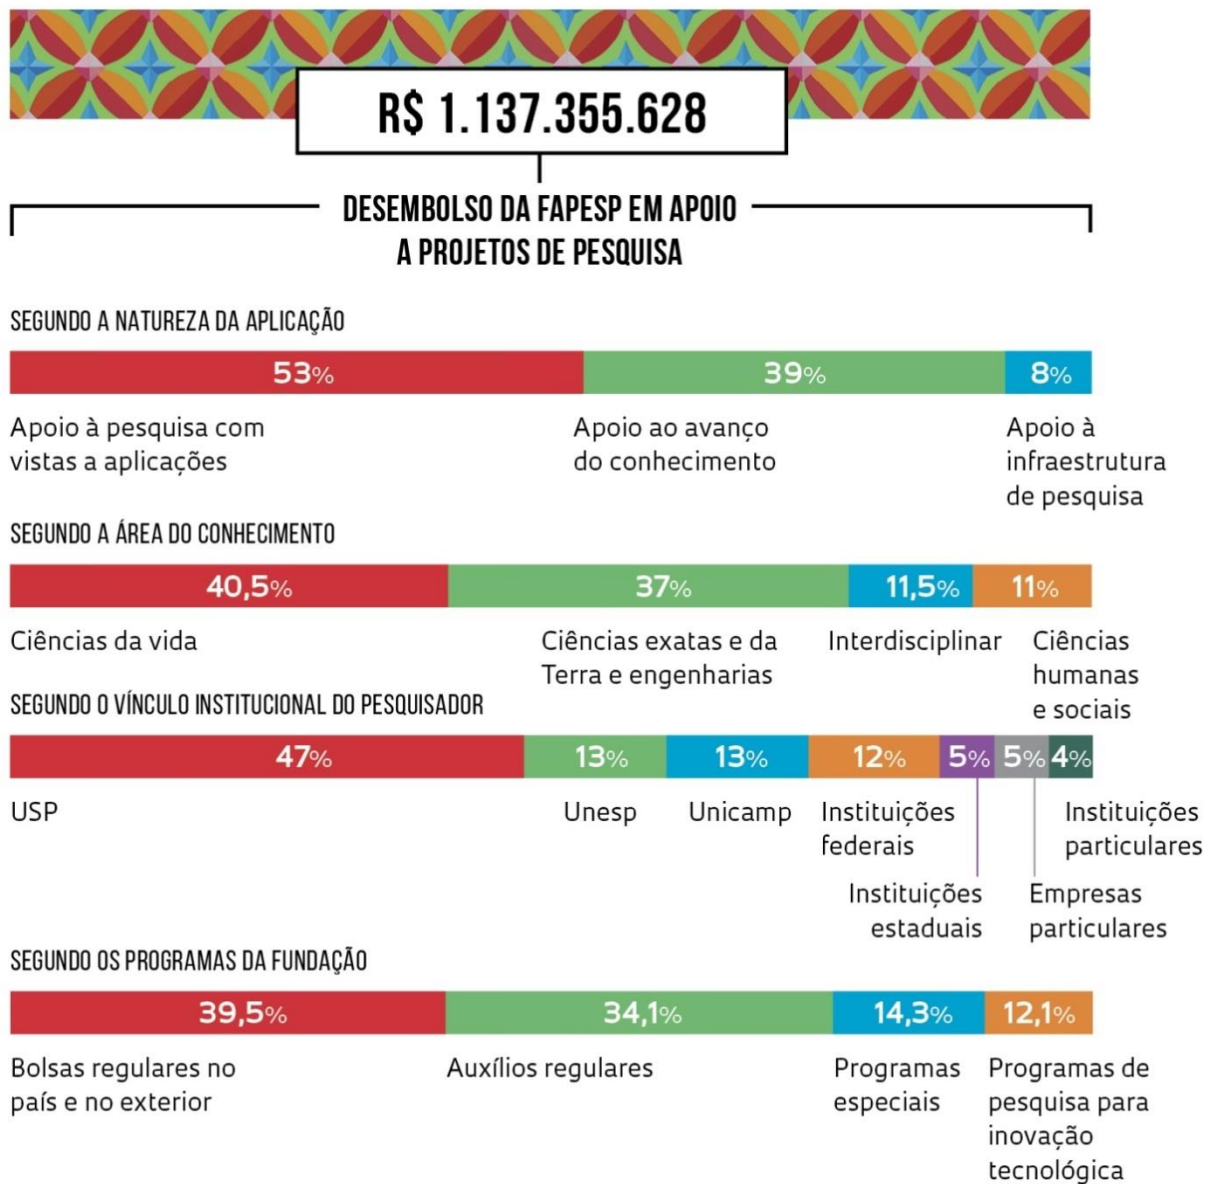 R$ 1.137.355.628
DESEMBOLSO DA FAPESP EM APOIO
A PROJETOS DE PESQUISA
SEGUNDO A NATUREZA DA APLICAÇÃO
53%
39%
8%
Apoio à pesquisa com
vistas a aplicações
Apoio ao avanço
do conhecimento
Apoio à
infraestrutura
de pesquisa
SEGUNDO A ÁREA DO CONHECIMENTO
40,5%
37%
11,5%
11%
Ciências da vida
Ciências exatas e da
Terra e engenharias
Interdisciplinar
Ciências
humanas
e sociais
SEGUNDO O VÍNCULO INSTITUCIONAL DO PESQUISADOR
47%
13%
13%
12%
5%
5%
4%
USP
Unesp
Unicamp
Instituições
federais
Instituições
estaduais
Empresas
particulares
Instituições
particulares
SEGUNDO OS PROGRAMAS DA FUNDAÇÃO
39,5%
34,1%
14,3%
12,1%
Bolsas regulares no
país e no exterior
Auxílios regulares
Programas
especiais
Programas de
pesquisa para
inovação
tecnológica